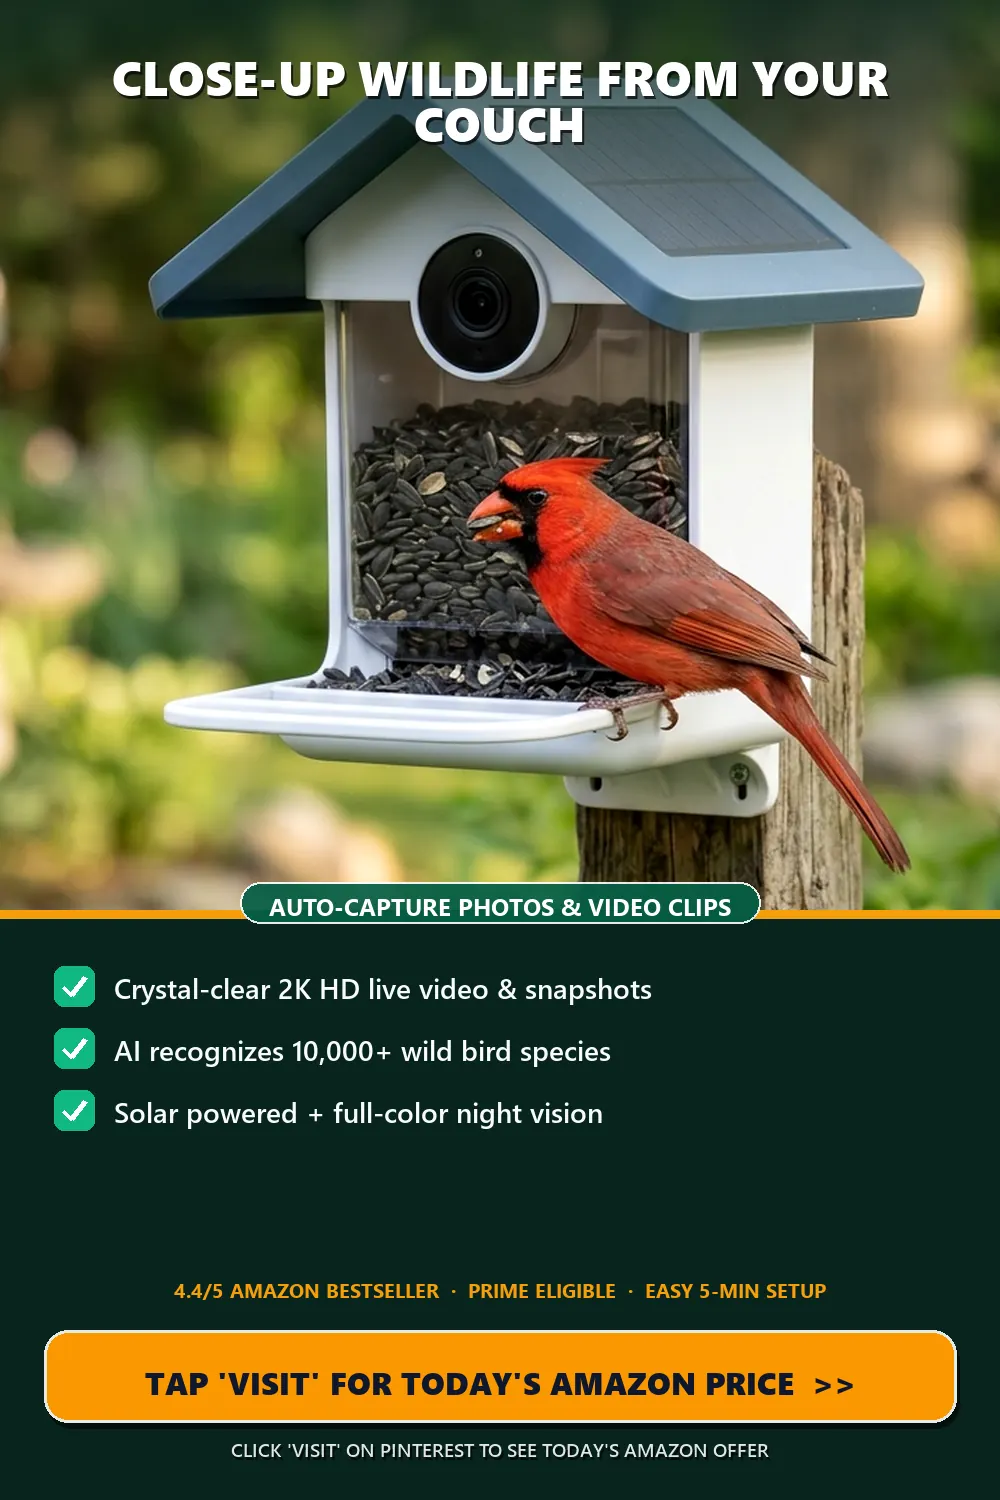 CLOSE-UP WILDLIFE FROM YOUR
COUCH
AUTO-CAPTURE PHOTOS & VIDEO CLIPS
Crystal-clear 2K HD live video & snapshots
AI recognizes 10,000+ wild bird species
Solar powered + full-color night vision
4.4/5 AMAZON BESTSELLER · PRIME ELIGIBLE · EASY 5-MIN SETUP
TAP 'VISIT' FOR TODAY'S AMAZON PRICE >>
CLICK 'VISIT' ON PINTEREST TO SEE TODAY'S AMAZON OFFER